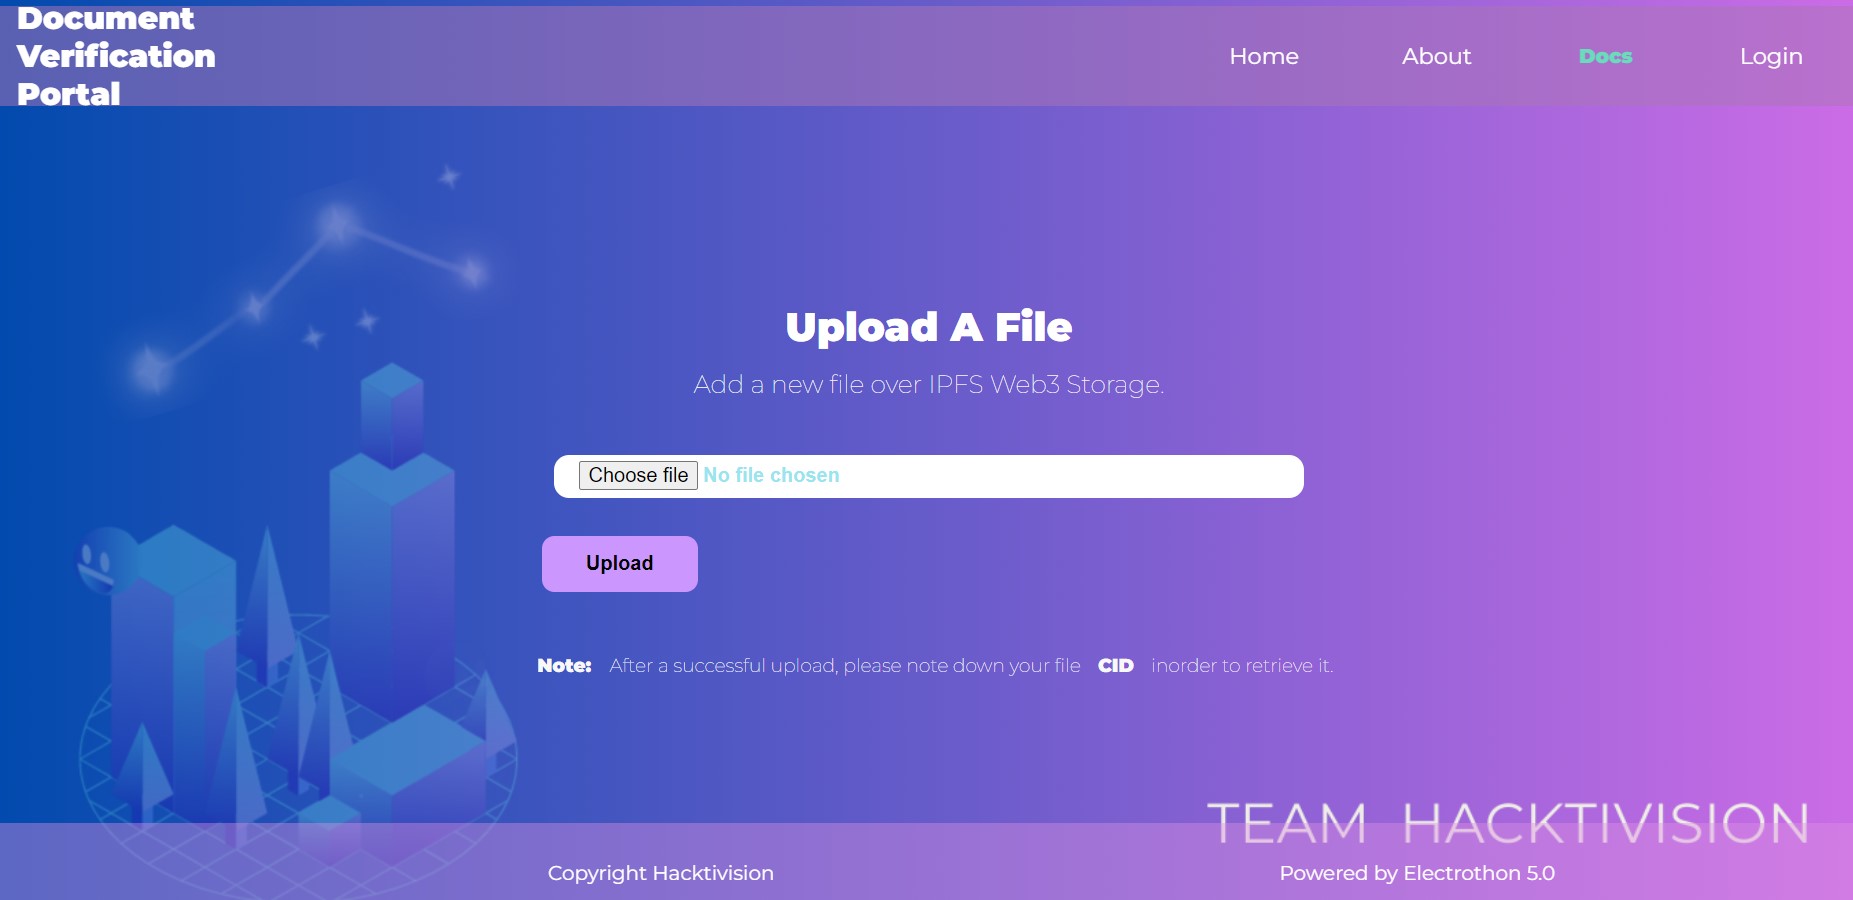 Document
Verification
Portal
Home About Docs Login
Upload A File
Add a new file over IPFS Web3 Storage.
Choose file No file chosen
Upload
Note: After a successful upload, please note down your file CID inorder to retrieve it.
TEAM HACKTIVISION
Copyright Hacktivision Powered by Electrothon 5.0